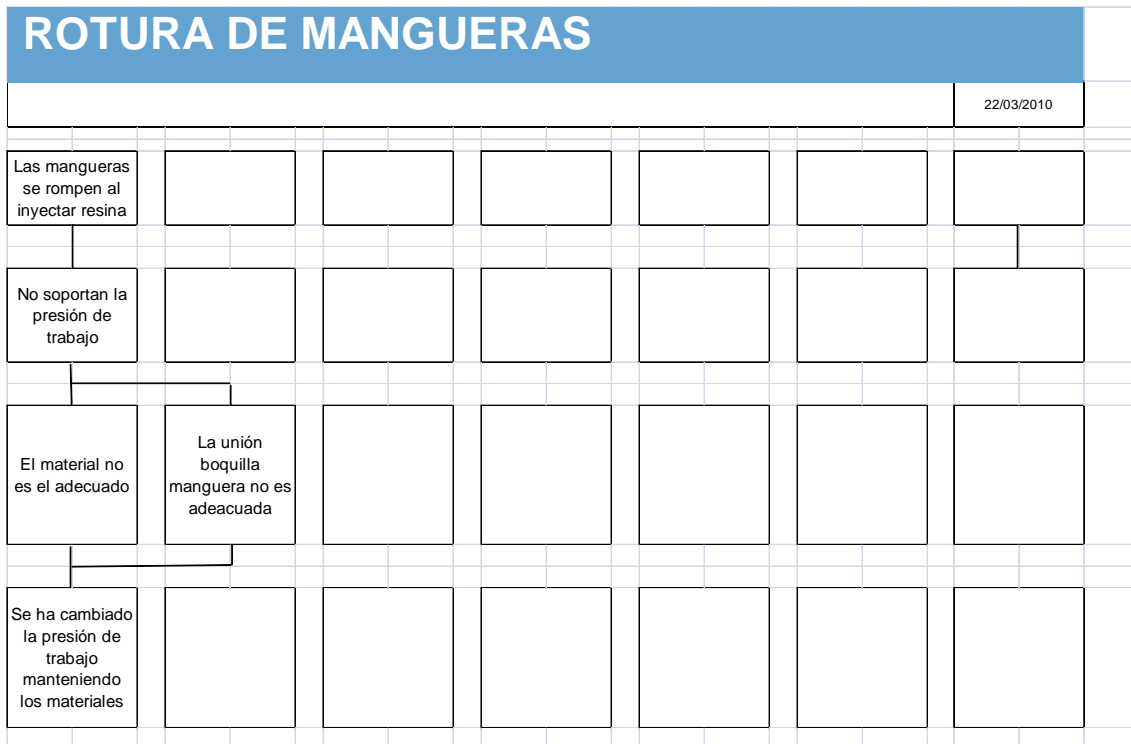 ROTURA DE MANGUERAS
22/03/2010
Las mangueras
se rompen al
inyectar resina
No soportan la
presión de
trabajo
El material no
es el adecuado
La unión
boquilla
manguera no es
adeacuada
Se ha cambiado
la presión de
trabajo
manteniendo
los materiales